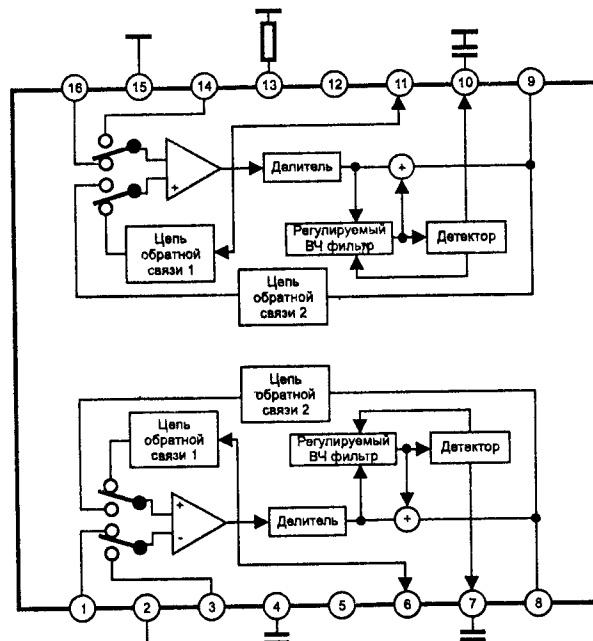 16 15 14 13 12 11 10 9
+
Делитель
+
Цепь
обратной
связи 1
Регулируемый
ВЧ фильтр
Детектор
Цепь
обратной
связи 2
Цепь
обратной
связи 2
Цепь
обратной
связи 1
Регулируемый
ВЧ фильтр
Детектор
+
-
Делитель
+
1 2 3 4 5 6 7 8